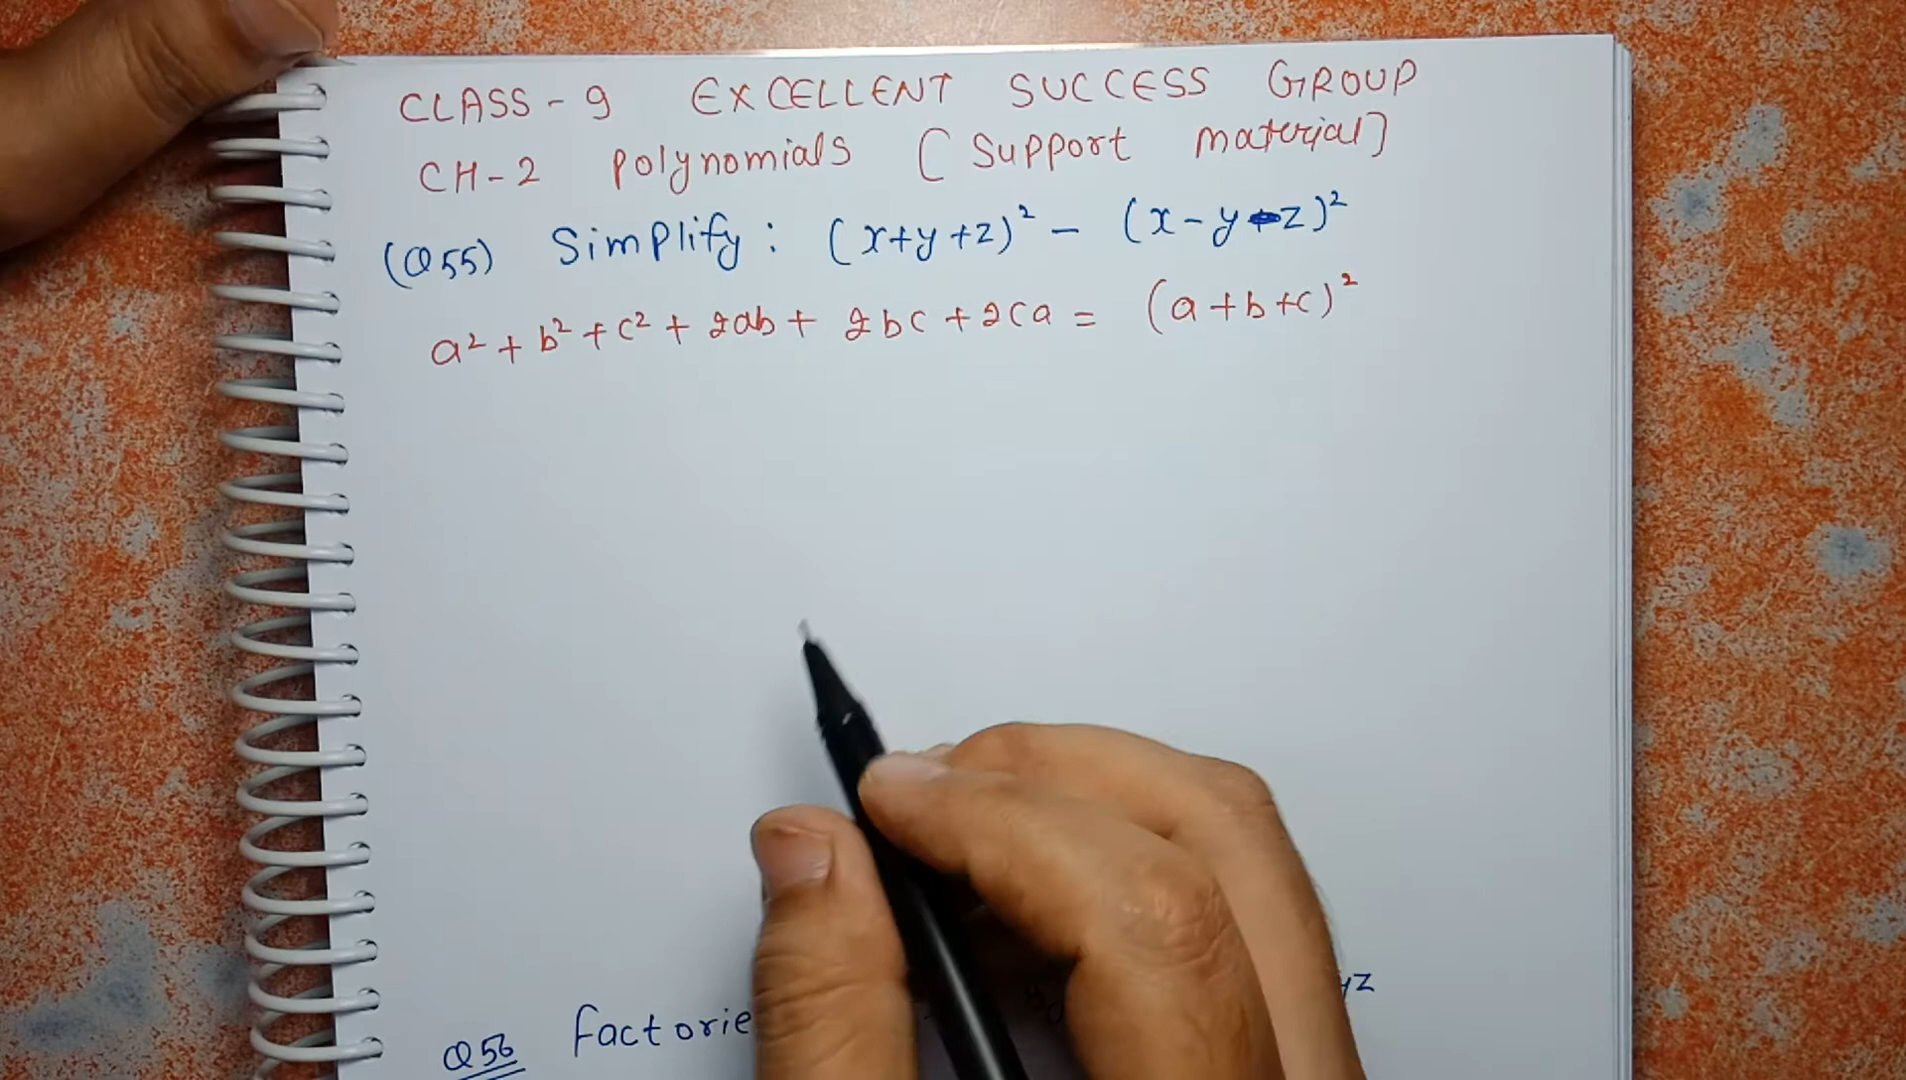 CLASS - 9 EXCELLENT SUCCESS GROUP
CH-2 Polynomials [ Support material]
(Q55) Simplify : (x+y+z)² - (x-y-z)²
a² + b² + c² + 2ab + 2bc + 2ca = (a+b+c)²
Q56 factorie yz